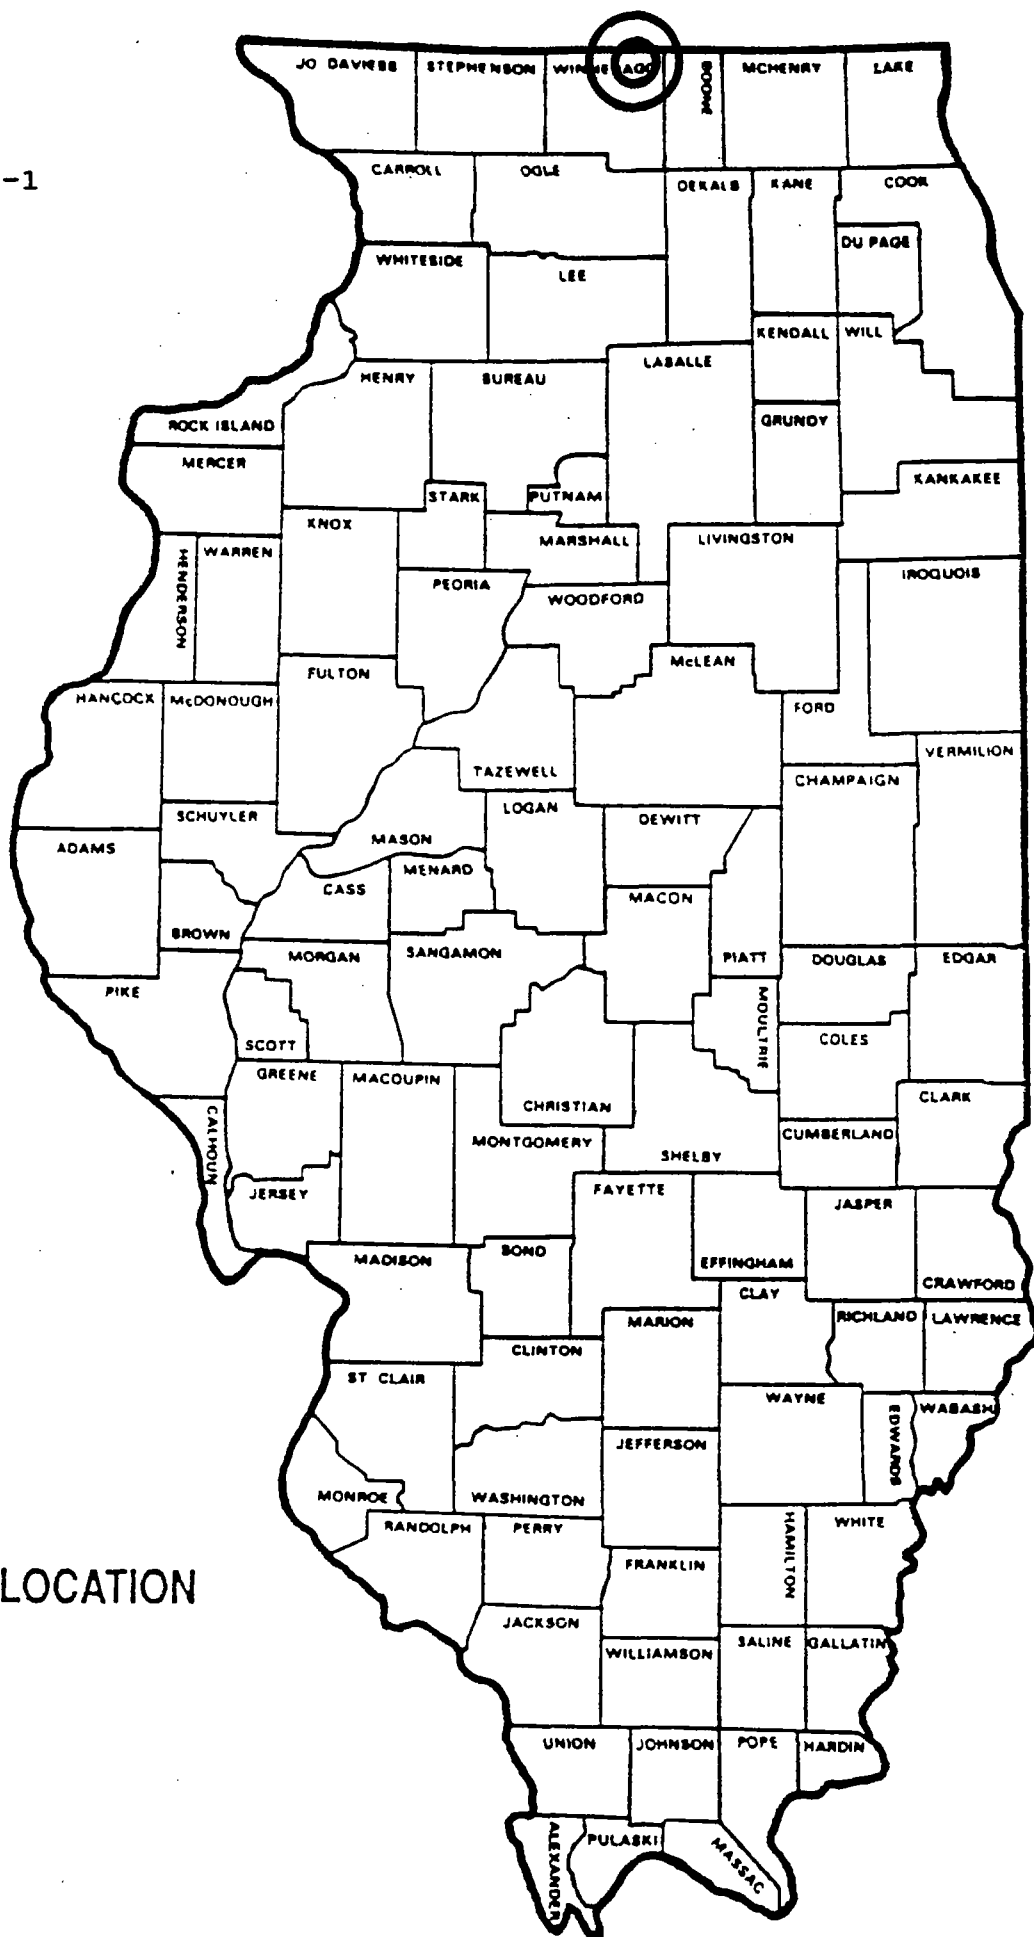 JO DAVIESS STEPHENSON WINNEBAGO BOONE MCHENRY LAKE
-1
CARROLL OGLE DEKALB KANE COOK
DU PAGE
WHITESIDE LEE
KENDALL WILL
HENRY BUREAU LASALLE
ROCK ISLAND GRUNDY
MERCER KANKAKEE
STARK PUTNAM
KNOX MARSHALL LIVINGSTON
HENDERSON WARREN PEORIA WOODFORD IROQUOIS
FULTON McLEAN
HANCOCK McDONOUGH FORD
VERMILION
TAZEWELL CHAMPAIGN
SCHUYLER LOGAN DEWITT
ADAMS MASON
CASS MENARD MACON
BROWN MORGAN SANGAMON PIATT DOUGLAS EDGAR
PIKE MOULTRIE
SCOTT COLES
GREENE MACOUPIN
CALHOUN CHRISTIAN CLARK
MONTGOMERY CUMBERLAND
SHELBY
JERSEY FAYETTE JASPER
MADISON BOND EFFINGHAM
CLAY CRAWFORD
MARION RICHLAND LAWRENCE
CLINTON
ST CLAIR WAYNE
EDWARDS WABASH
JEFFERSON
MONROE WASHINGTON
RANDOLPH PERRY HAMILTON WHITE
FRANKLIN
LOCATION
JACKSON
WILLIAMSON SALINE GALLATIN
UNION JOHNSON POPE HARDIN
ALEXANDER PULASKI MASSAC